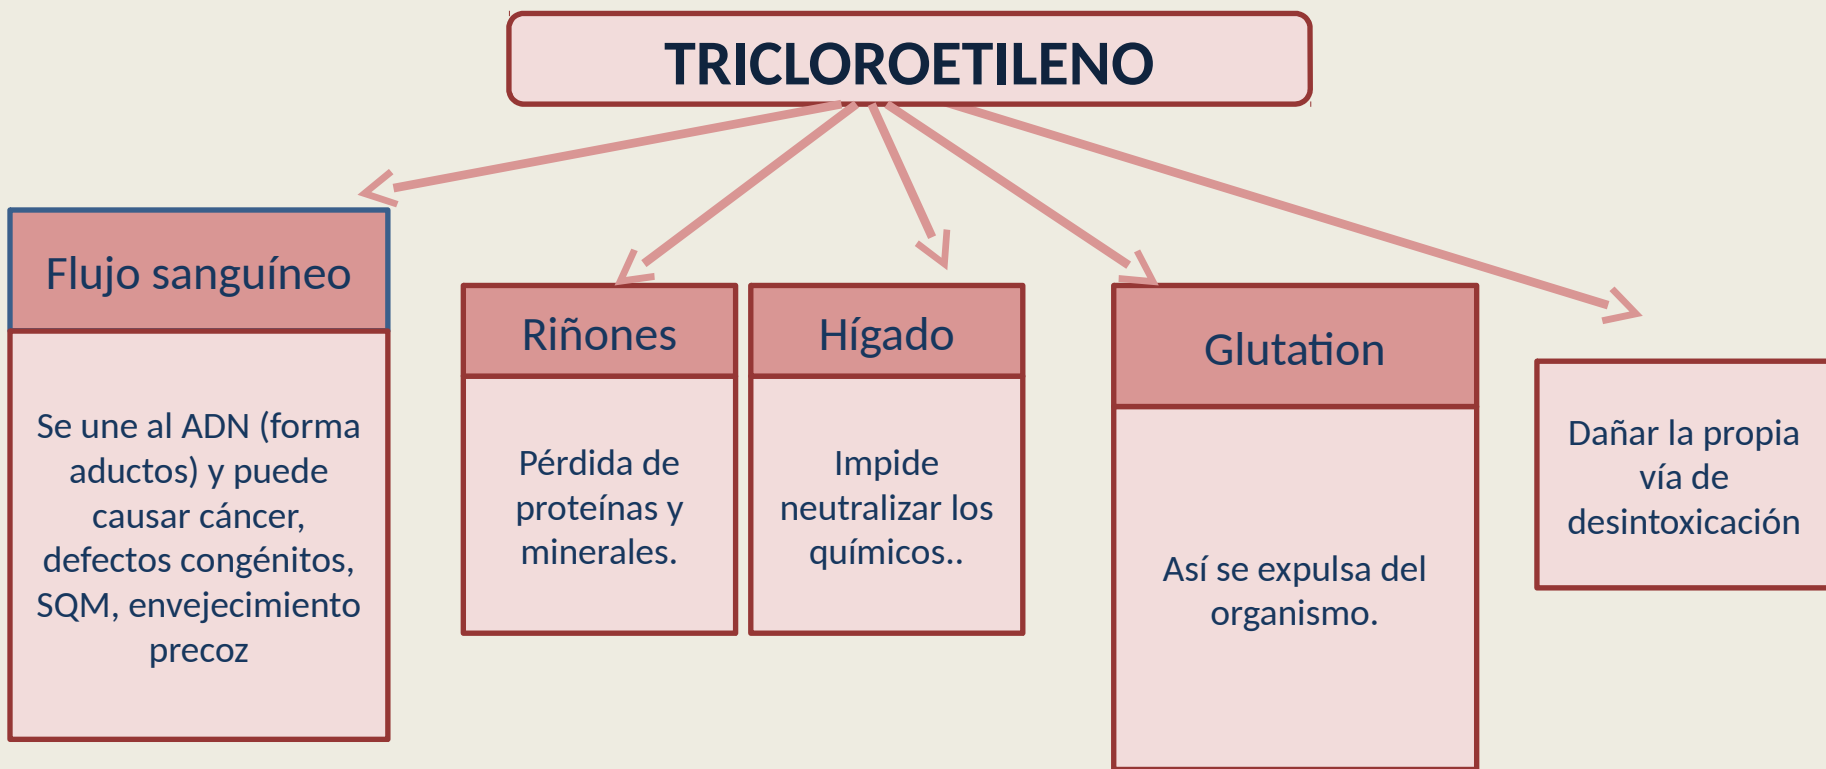 TRICLOROETILENO
Flujo sanguíneo
Se une al ADN (forma
aductos) y puede
causar cáncer,
defectos congénitos,
SQM, envejecimiento
precoz
Riñones
Pérdida de
proteínas y
minerales.
Hígado
Impide
neutralizar los
químicos..
Glutation
Así se expulsa del
organismo.
Dañar la propia
vía de
desintoxicación